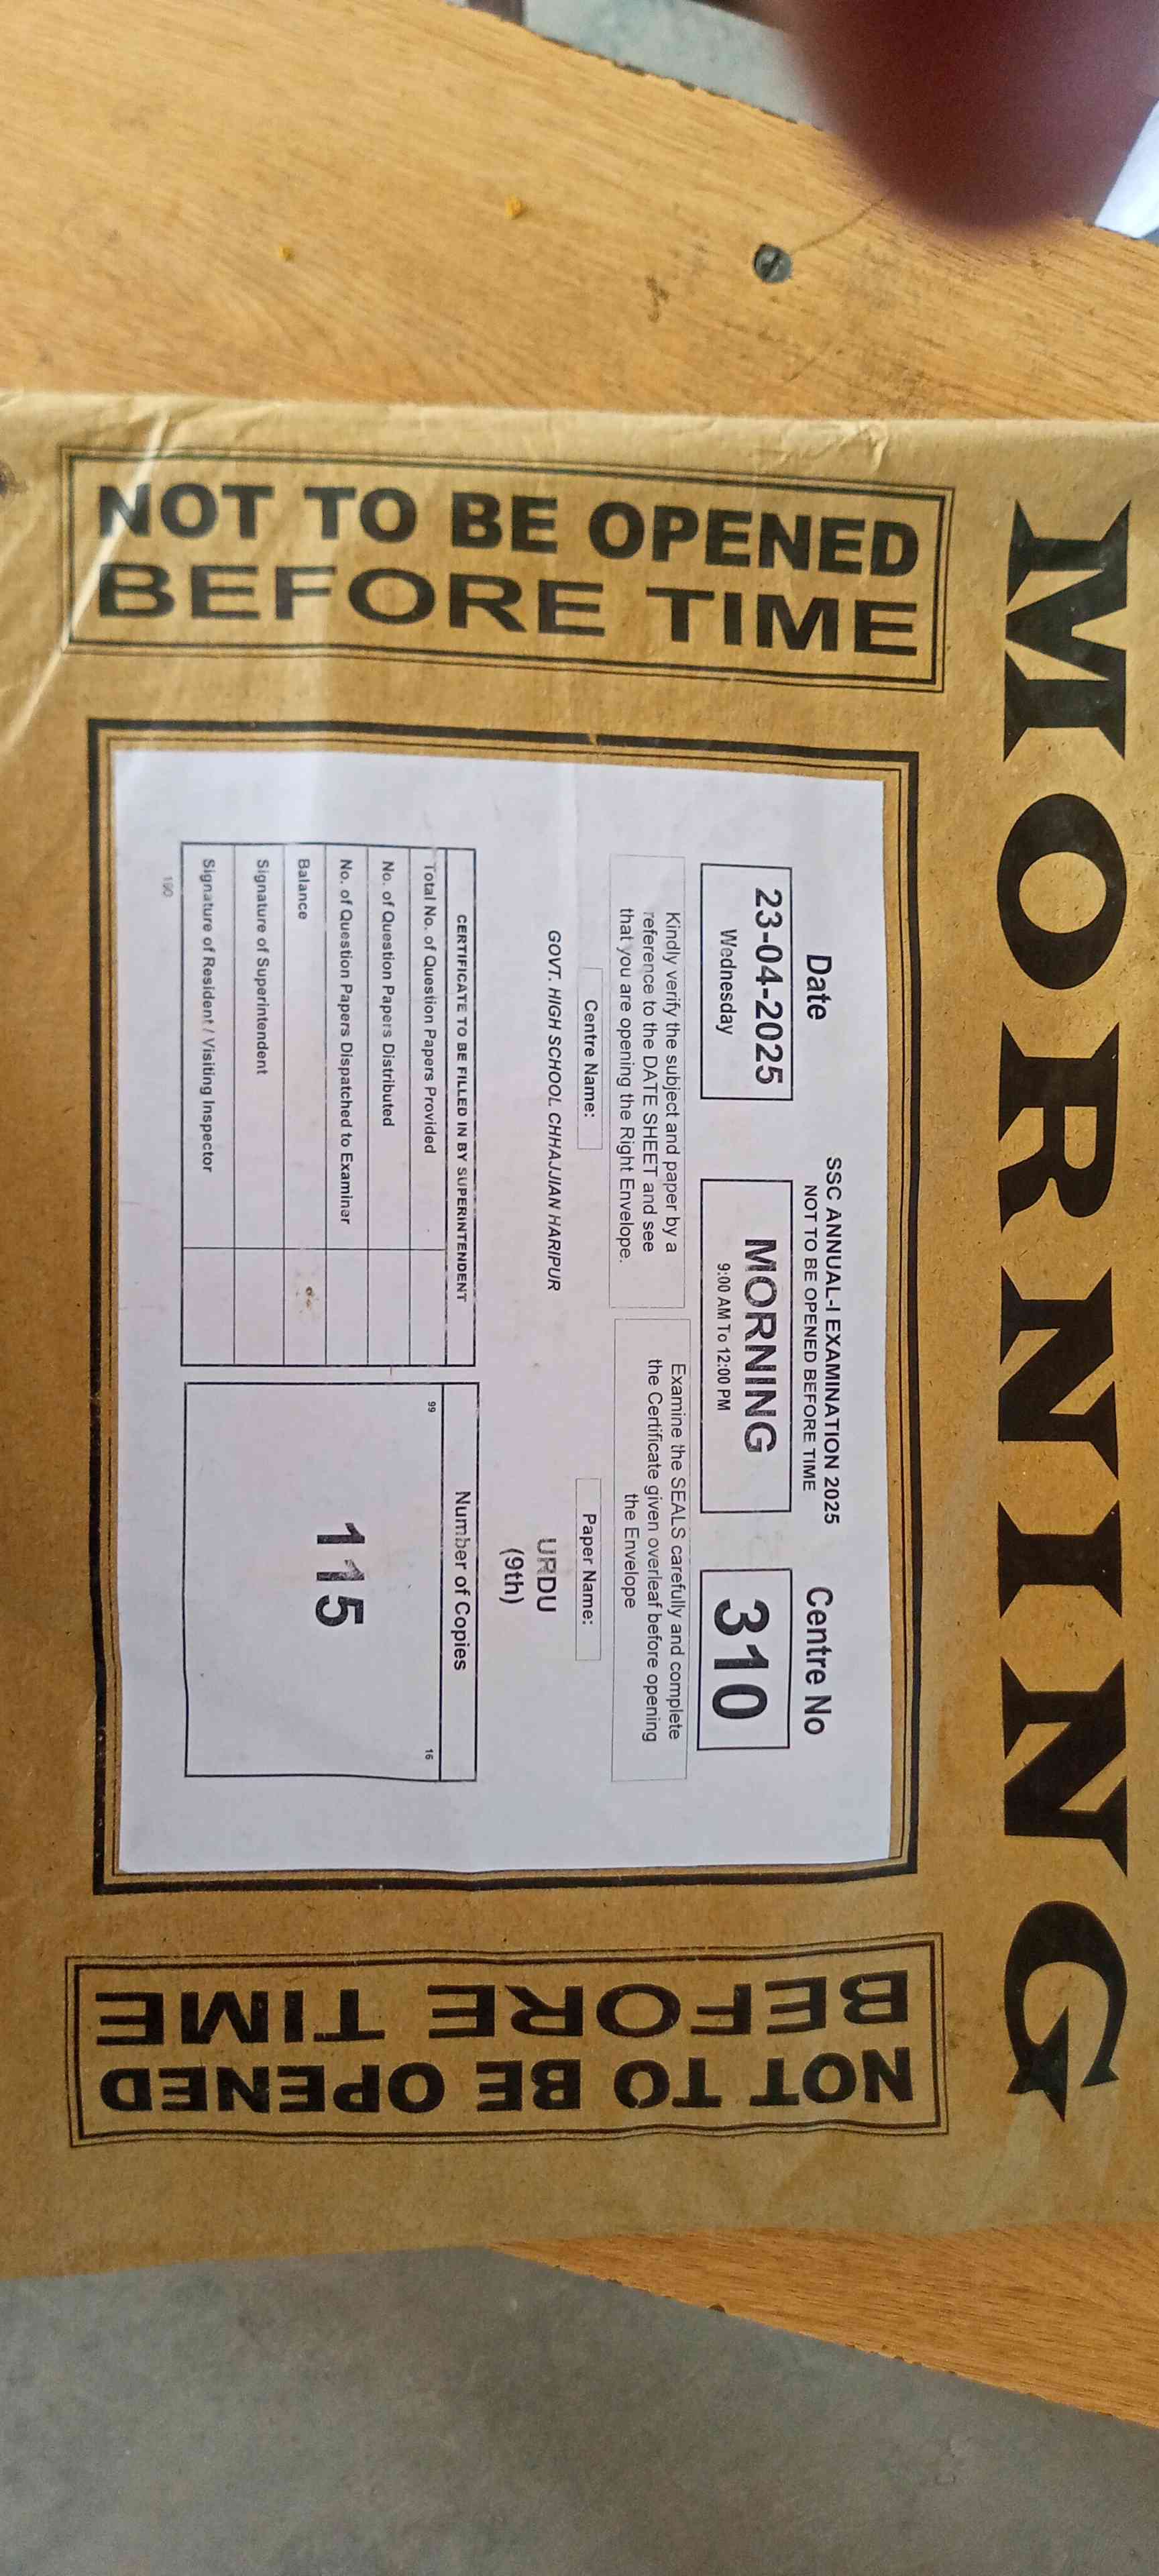 MORNING
NOT TO BE OPENED
BEFORE TIME
SSC ANNUAL-I EXAMINATION 2025
NOT TO BE OPENED BEFORE TIME
Date
23-04-2025
Wednesday
MORNING
9:00 AM To 12:00 PM
Centre No
310
Kindly verify the subject and paper by a
reference to the DATE SHEET and see
that you are opening the Right Envelope.
Examine the SEALS carefully and complete
the Certificate given overleaf before opening
the Envelope
Centre Name:
GOVT. HIGH SCHOOL CHHAJJIAN HARIPUR
Paper Name:
URDU
(9th)
CERTIFICATE TO BE FILLED IN BY SUPERINTENDENT
Total No. of Question Papers Provided
No. of Question Papers Distributed
No. of Question Papers Dispatched to Examiner
Balance
Signature of Superintendent
Signature of Resident / Visiting Inspector
190
Number of Copies
99
16
115
NOT TO BE OPENED
BEFORE TIME